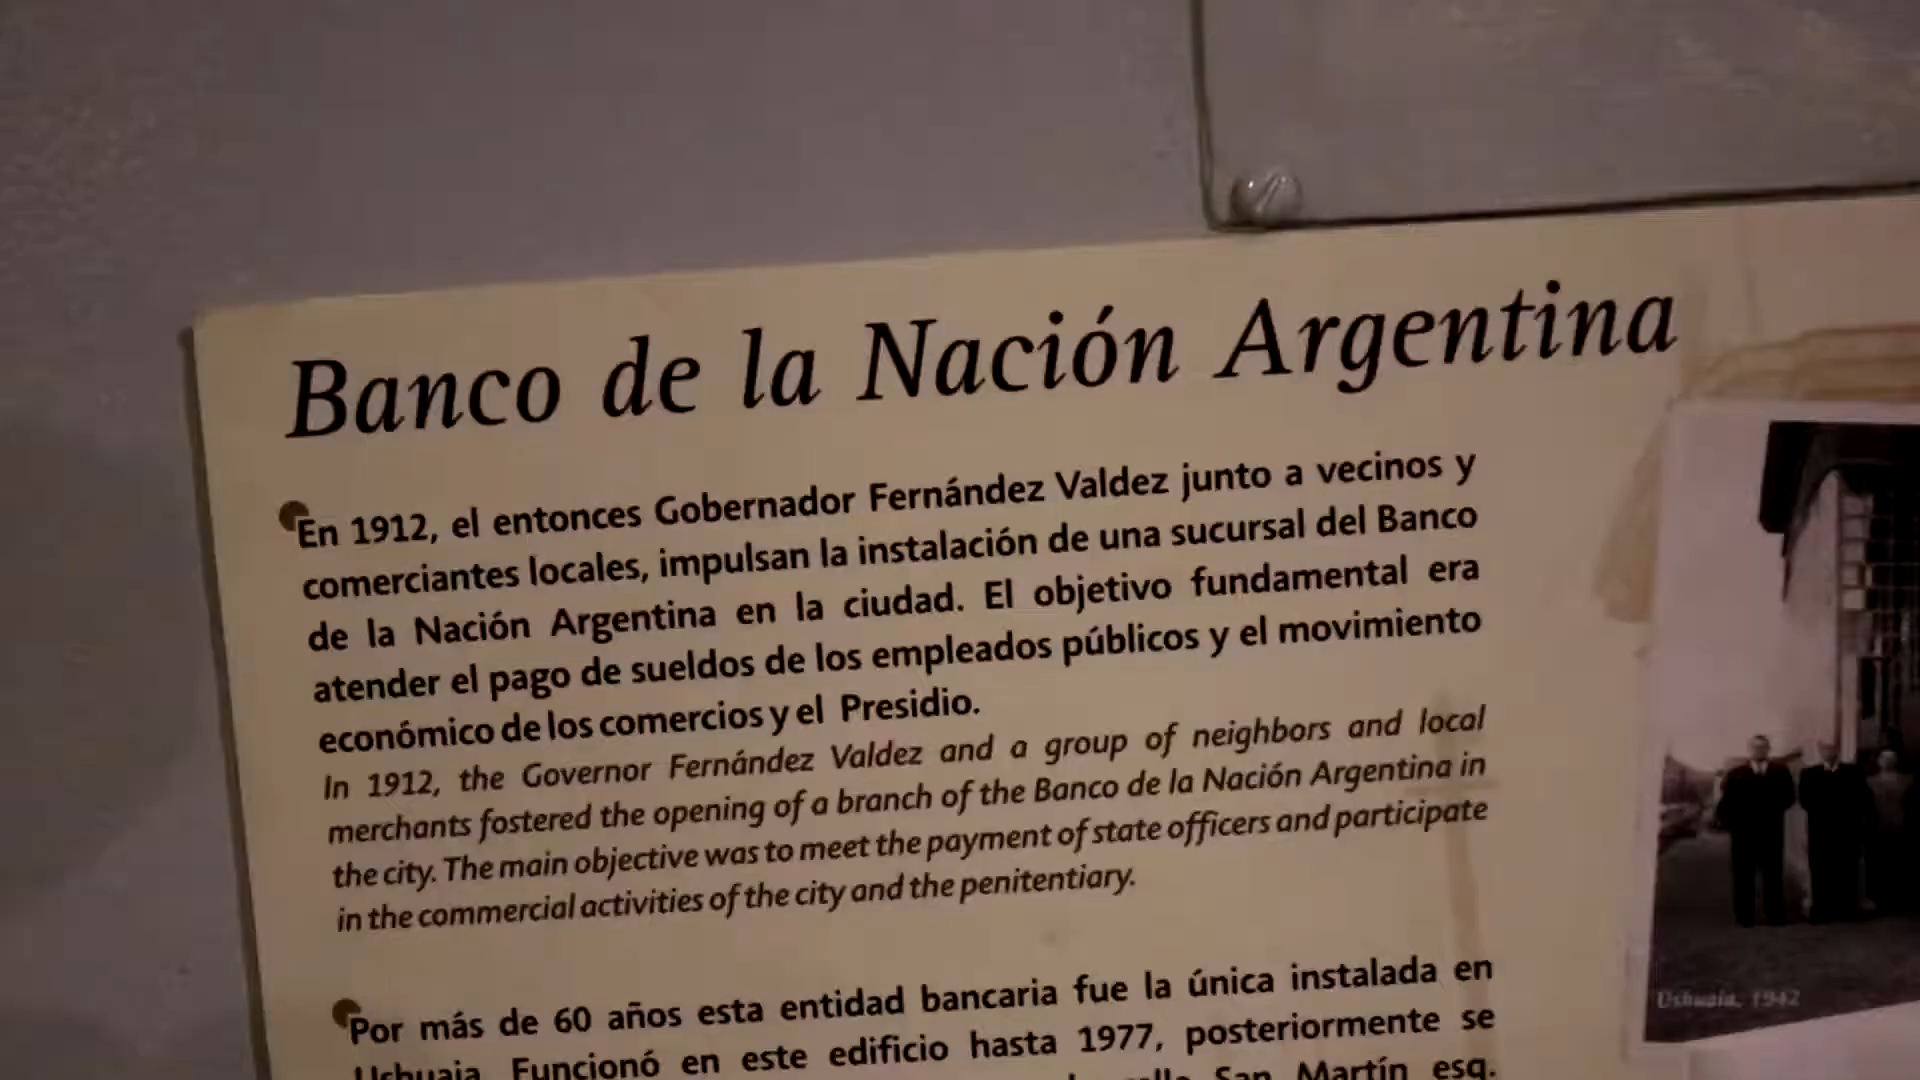 Banco de la Nación Argentina
En 1912, el entonces Gobernador Fernández Valdez junto a vecinos y
comerciantes locales, impulsan la instalación de una sucursal del Banco
de la Nación Argentina en la ciudad. El objetivo fundamental era
atender el pago de sueldos de los empleados públicos y el movimiento
económico de los comercios y el Presidio.
In 1912, the Governor Fernández Valdez and a group of neighbors and local
merchants fostered the opening of a branch of the Banco de la Nación Argentina in
the city. The main objective was to meet the payment of state officers and participate
in the commercial activities of the city and the penitentiary.
Por más de 60 años esta entidad bancaria fue la única instalada en
Ushuaia. Funcionó en este edificio hasta 1977, posteriormente se
San Martín esq.
Ushuaia, 1942